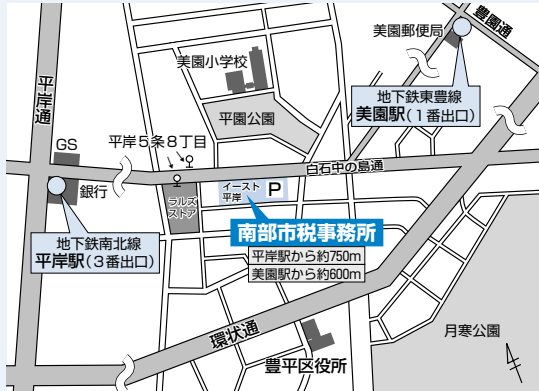 豊園通
美園郵便局
美園小学校
地下鉄東豊線
美園駅(1番出口)
平岸通
平園公園
GS
平岸5条8丁目
白石中の島通
銀行
イースト
平岸
P
ラルズ
ストア
地下鉄南北線
平岸駅(3番出口)
南部市税事務所
平岸駅から約750m
美園駅から約600m
環状通
月寒公園
豊平区役所